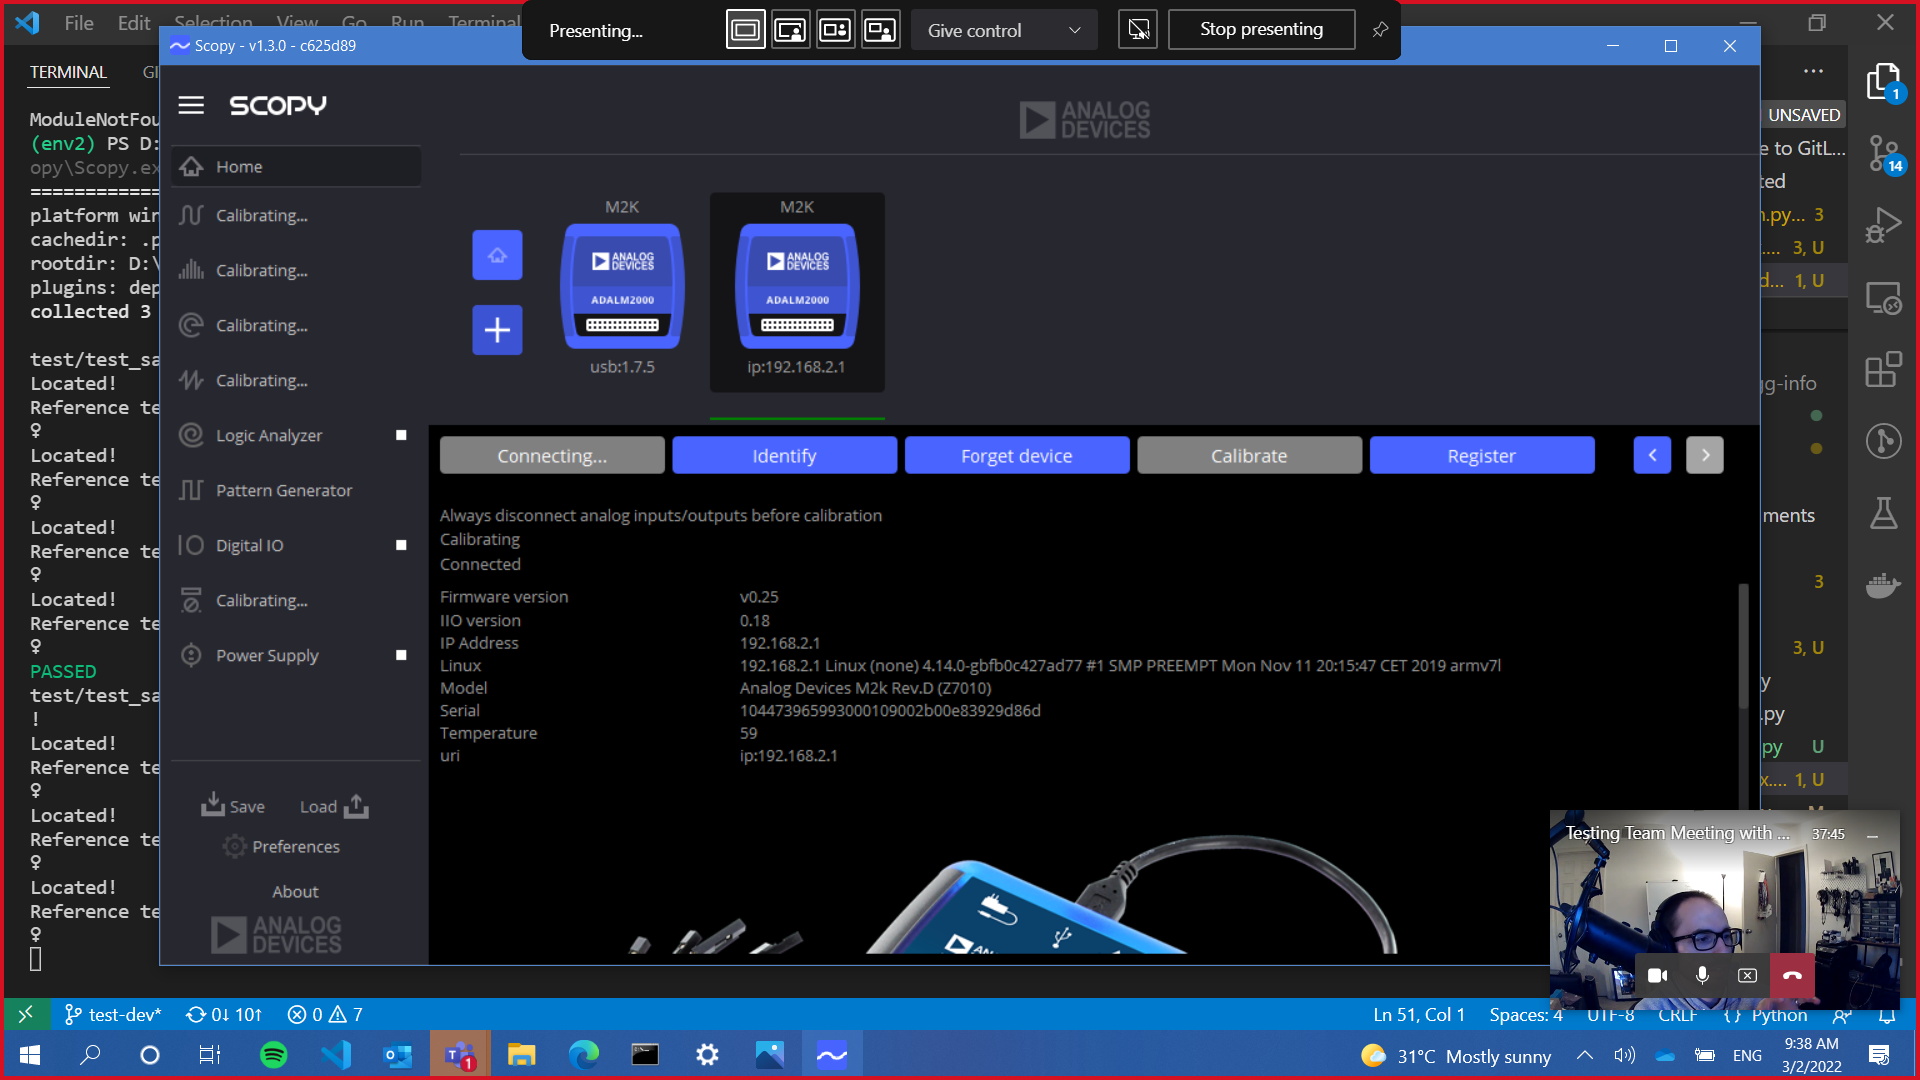 File Edit Selection View Go Run Terminal
Presenting...
Give control
Stop presenting
Scopy - v1.3.0 - c625d89
TERMINAL
ModuleNotFou
(env2) PS D:
opy\Scopy.ex
platform win
cachedir: .p
rootdir: D:\
plugins: dep
collected 3
test/test_sa
Located!
Reference te
♀
Located!
Reference te
♀
Located!
Reference te
♀
Located!
Reference te
♀
PASSED
test/test_sa
!
Located!
Reference te
♀
Located!
Reference te
♀
Located!
Reference te
♀
SCOPY
Home
Calibrating...
Calibrating...
Calibrating...
Calibrating...
Logic Analyzer
Pattern Generator
Digital IO
Calibrating...
Power Supply
Save
Load
Preferences
About
ANALOG DEVICES
ANALOG DEVICES
M2K
ANALOG DEVICES
ADALM2000
usb:1.7.5
M2K
ANALOG DEVICES
ADALM2000
ip:192.168.2.1
Connecting...
Identify
Forget device
Calibrate
Register
Always disconnect analog inputs/outputs before calibration
Calibrating
Connected
Firmware version v0.25
IIO version 0.18
IP Address 192.168.2.1
Linux 192.168.2.1 Linux (none) 4.14.0-gbfb0c427ad77 #1 SMP PREEMPT Mon Nov 11 20:15:47 CET 2019 armv7l
Model Analog Devices M2k Rev.D (Z7010)
Serial 104473965993000109002b00e83929d86d
Temperature 59
uri ip:192.168.2.1
1
UNSAVED
e to GitL...
14
ted
.py... 3
3, U
d... 1, U
gg-info
ments
3
3, U
y
.py
py U
x.... 1, U
Testing Team Meeting with ... 37:45
test-dev*
0↓ 10↑
0 7
Ln 51, Col 1
Spaces: 4
UTF-8
CRLF
{} Python
1
31°C Mostly sunny
ENG
9:38 AM
3/2/2022